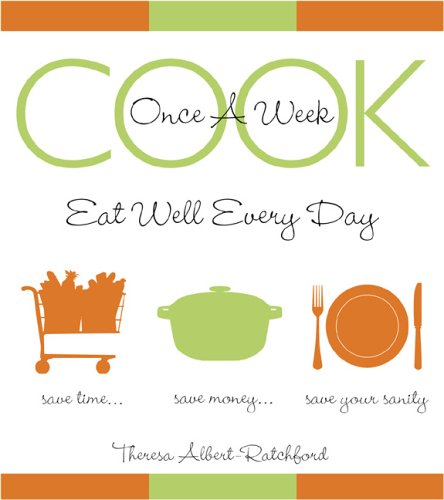 COOK
Once A Week
Eat Well Every Day
save time... save money... save your sanity
Theresa Albert-Ratchford